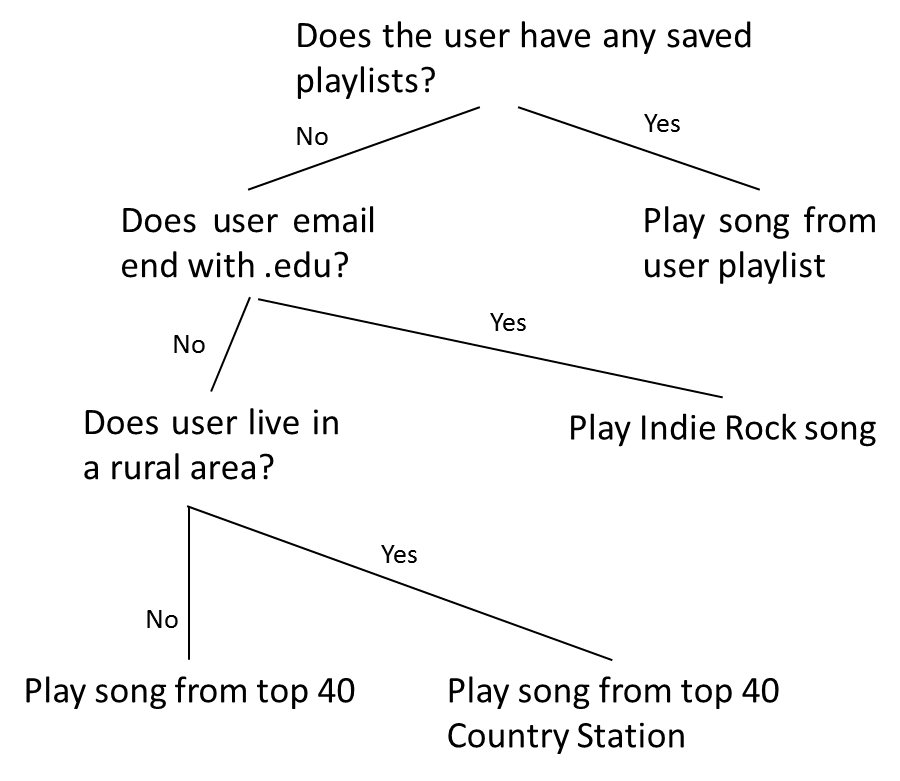 Does the user have any saved
playlists?
No
Yes
Does user email
end with .edu?
Play song from
user playlist
No
Yes
Does user live in
a rural area?
Play Indie Rock song
No
Yes
Play song from top 40
Play song from top 40
Country Station